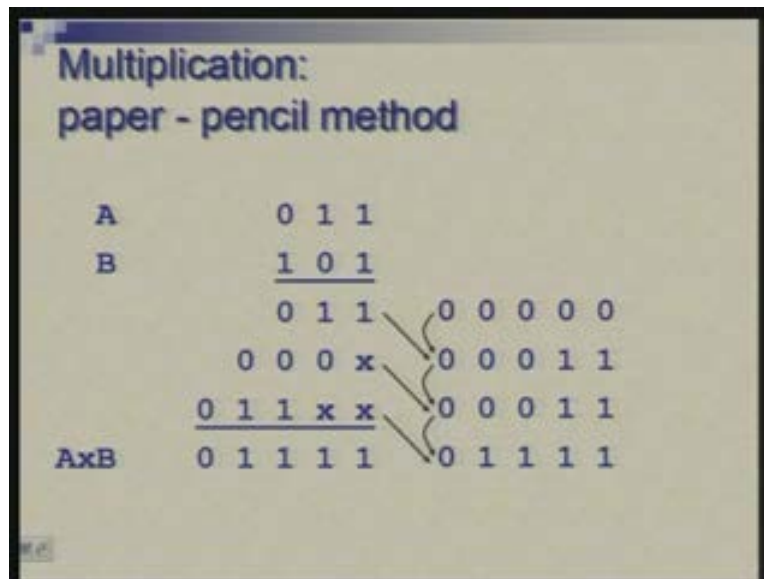 Multiplication:
paper - pencil method
A 0 1 1
B 1 0 1
0 1 1 0 0 0 0 0
0 0 0 x 0 0 0 1 1
0 1 1 x x 0 0 0 1 1
AxB 0 1 1 1 1 0 1 1 1 1